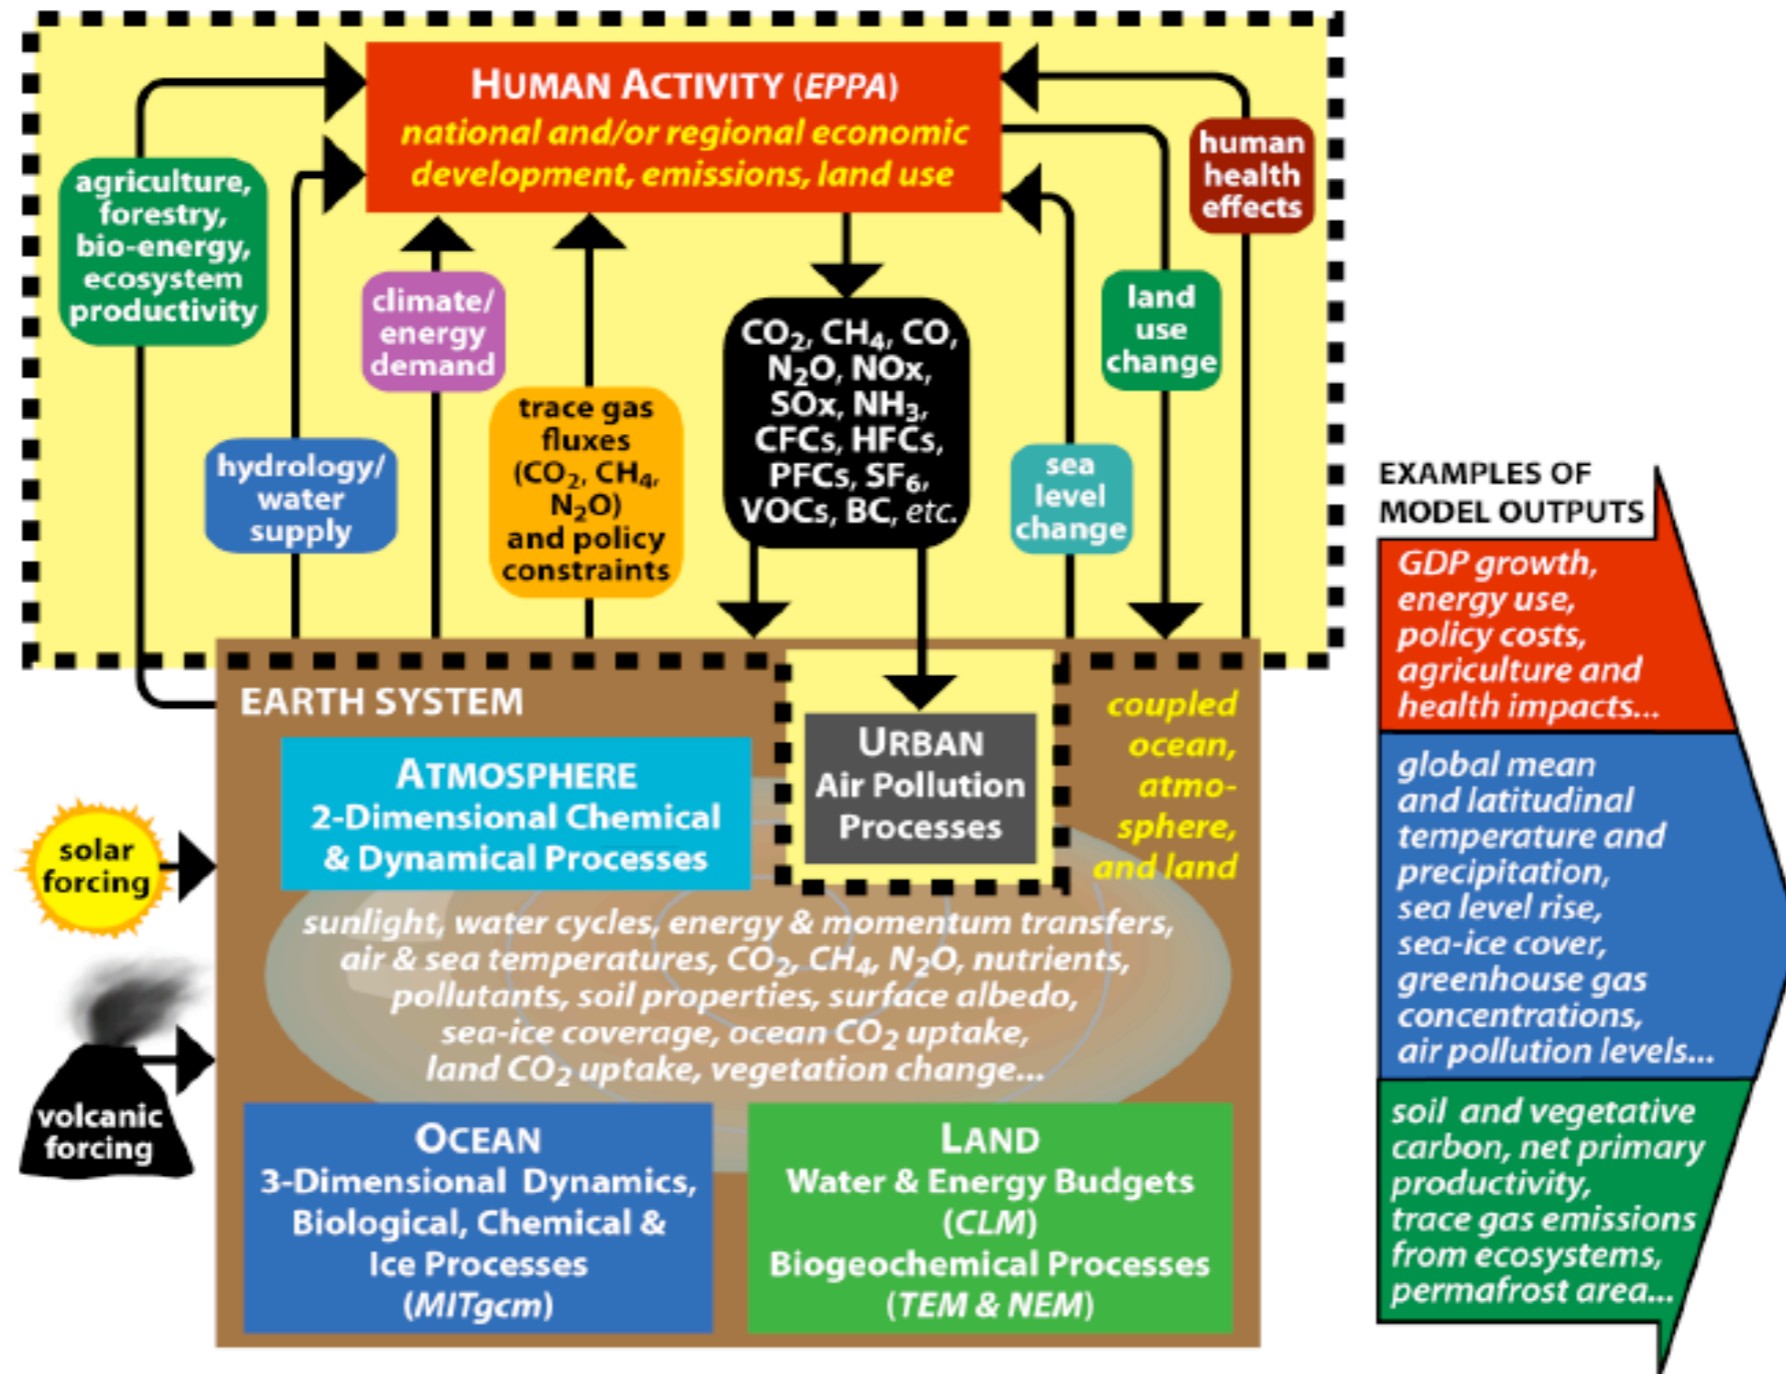 HUMAN ACTIVITY (EPPA)
national and/or regional economic
development, emissions, land use
agriculture,
forestry,
bio-energy,
ecosystem
productivity
hydrology/
water
supply
climate/
energy
demand
trace gas
fluxes
(CO₂, CH₄,
N₂O)
and policy
constraints
CO₂, CH₄, CO,
N₂O, NOx,
SOx, NH₃,
CFCs, HFCs,
PFCs, SF₆,
VOCs, BC, etc.
sea
level
change
land
use
change
human
health
effects
EARTH SYSTEM
ATMOSPHERE
2-Dimensional Chemical
& Dynamical Processes
URBAN
Air Pollution
Processes
coupled
ocean,
atmo-
sphere,
and land
solar
forcing
volcanic
forcing
sunlight, water cycles, energy & momentum transfers,
air & sea temperatures, CO₂, CH₄, N₂O, nutrients,
pollutants, soil properties, surface albedo,
sea-ice coverage, ocean CO₂ uptake,
land CO₂ uptake, vegetation change...
OCEAN
3-Dimensional Dynamics,
Biological, Chemical &
Ice Processes
(MITgcm)
LAND
Water & Energy Budgets
(CLM)
Biogeochemical Processes
(TEM & NEM)
EXAMPLES OF
MODEL OUTPUTS
GDP growth,
energy use,
policy costs,
agriculture and
health impacts...
global mean
and latitudinal
temperature and
precipitation,
sea level rise,
sea-ice cover,
greenhouse gas
concentrations,
air pollution levels...
soil and vegetative
carbon, net primary
productivity,
trace gas emissions
from ecosystems,
permafrost area...